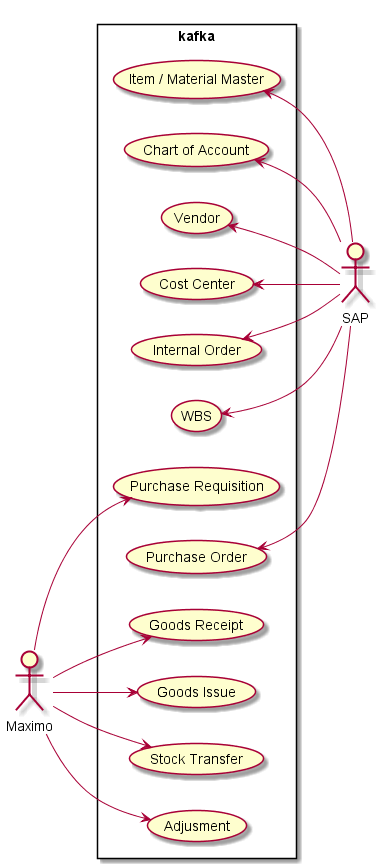 kafka
Item / Material Master
Chart of Account
Vendor
Cost Center
SAP
Internal Order
WBS
Purchase Requisition
Purchase Order
Goods Receipt
Goods Issue
Maximo
Stock Transfer
Adjusment